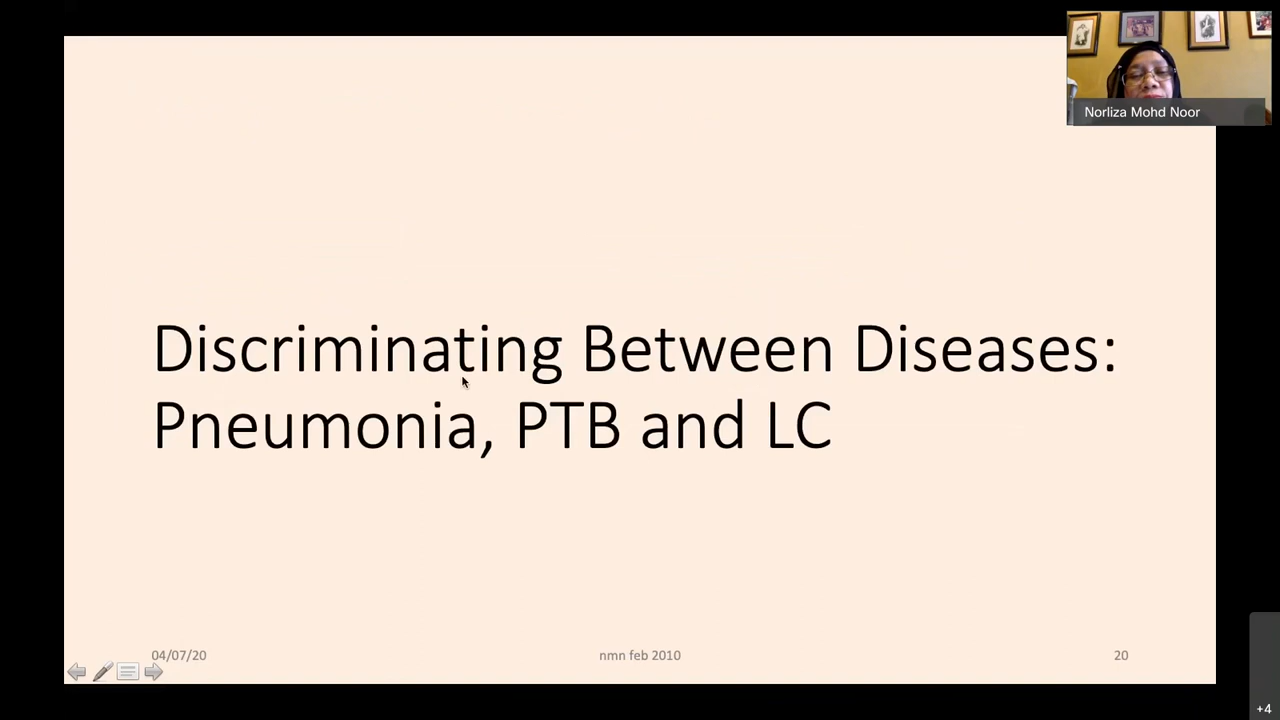 Norliza Mohd Noor
Discriminating Between Diseases:
Pneumonia, PTB and LC
04/07/20
nmn feb 2010
20
+4